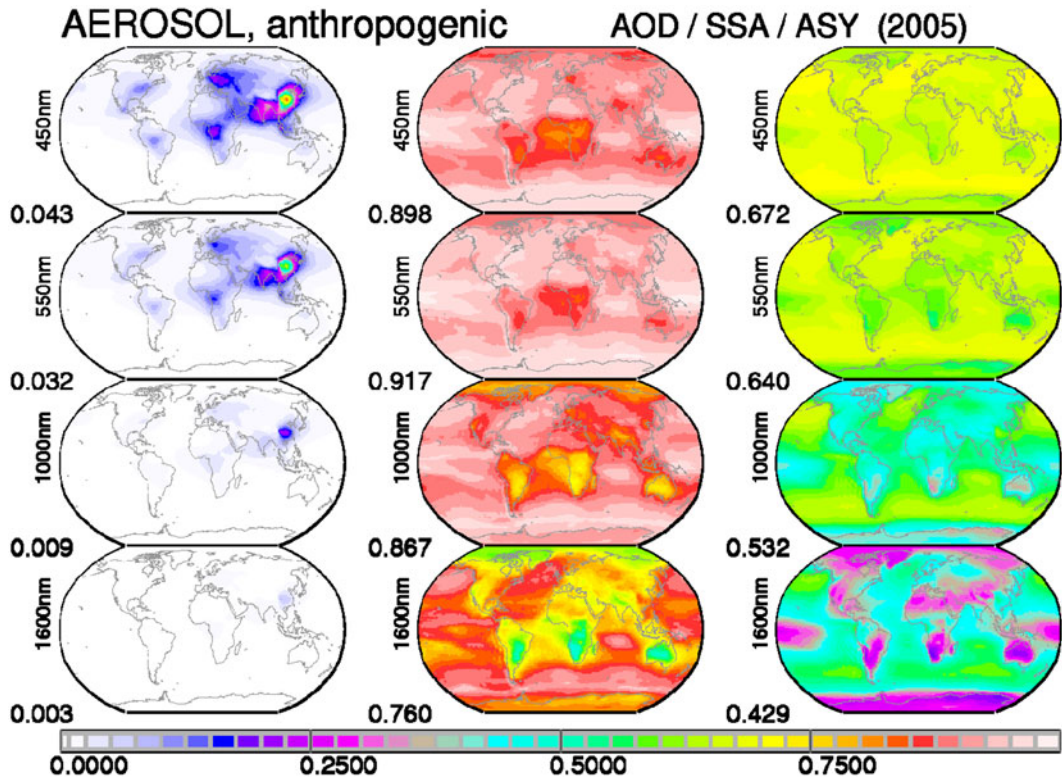 AEROSOL, anthropogenic AOD / SSA / ASY (2005)
450nm 450nm 450nm
0.043 0.898 0.672
550nm 550nm 550nm
0.032 0.917 0.640
1000nm 1000nm 1000nm
0.009 0.867 0.532
1600nm 1600nm 1600nm
0.003 0.760 0.429
0.0000 0.2500 0.5000 0.7500